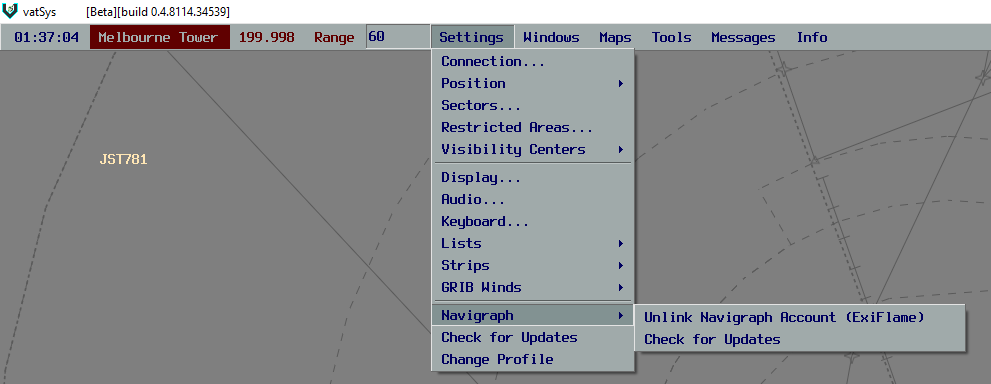 vatSys [Beta][build 0.4.8114.34539]
01:37:04 Melbourne Tower 199.998 Range 60 Settings Windows Maps Tools Messages Info
Connection...
Position
Sectors...
Restricted Areas...
Visibility Centers
JST781
Display...
Audio...
Keyboard...
Lists
Strips
GRIB Winds
Navigraph
Unlink Navigraph Account (ExiFlame)
Check for Updates
Check for Updates
Change Profile